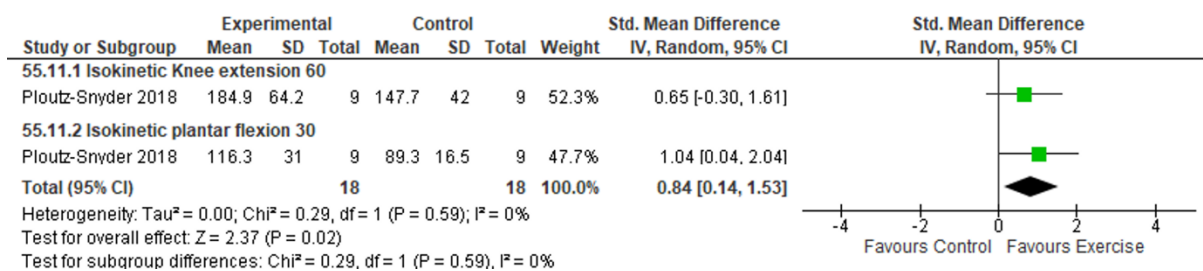 Experimental Control Std. Mean Difference Std. Mean Difference
Study or Subgroup Mean SD Total Mean SD Total Weight IV, Random, 95% CI IV, Random, 95% CI
55.11.1 Isokinetic Knee extension 60
Ploutz-Snyder 2018 184.9 64.2 9 147.7 42 9 52.3% 0.65 [-0.30, 1.61]
55.11.2 Isokinetic plantar flexion 30
Ploutz-Snyder 2018 116.3 31 9 89.3 16.5 9 47.7% 1.04 [0.04, 2.04]
Total (95% CI) 18 18 100.0% 0.84 [0.14, 1.53]
Heterogeneity: Tau² = 0.00; Chi² = 0.29, df = 1 (P = 0.59); I² = 0%
Test for overall effect: Z = 2.37 (P = 0.02)
Test for subgroup differences: Chi² = 0.29, df = 1 (P = 0.59), I² = 0%
-4 -2 0 2 4
Favours Control Favours Exercise